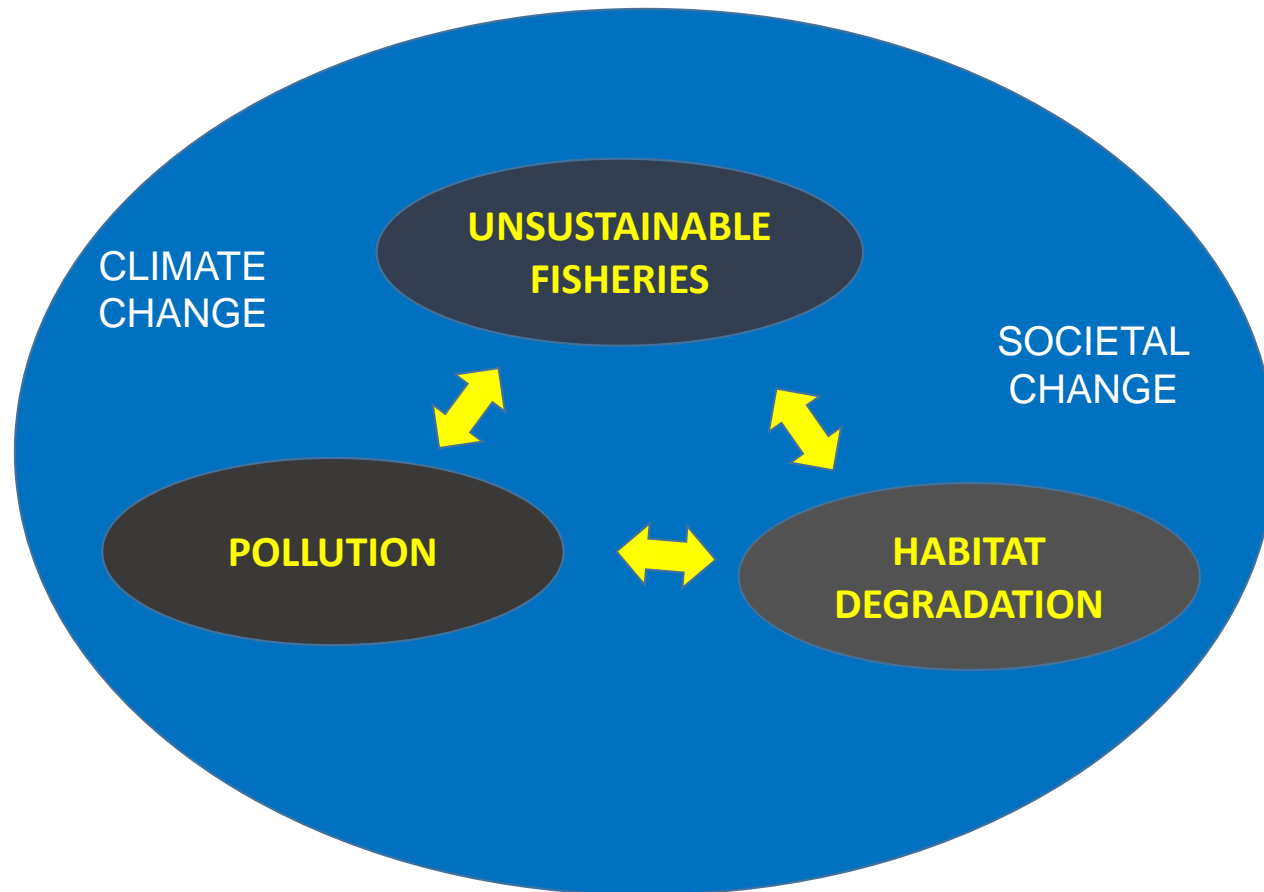 UNSUSTAINABLE
FISHERIES
CLIMATE
CHANGE
SOCIETAL
CHANGE
POLLUTION
HABITAT
DEGRADATION